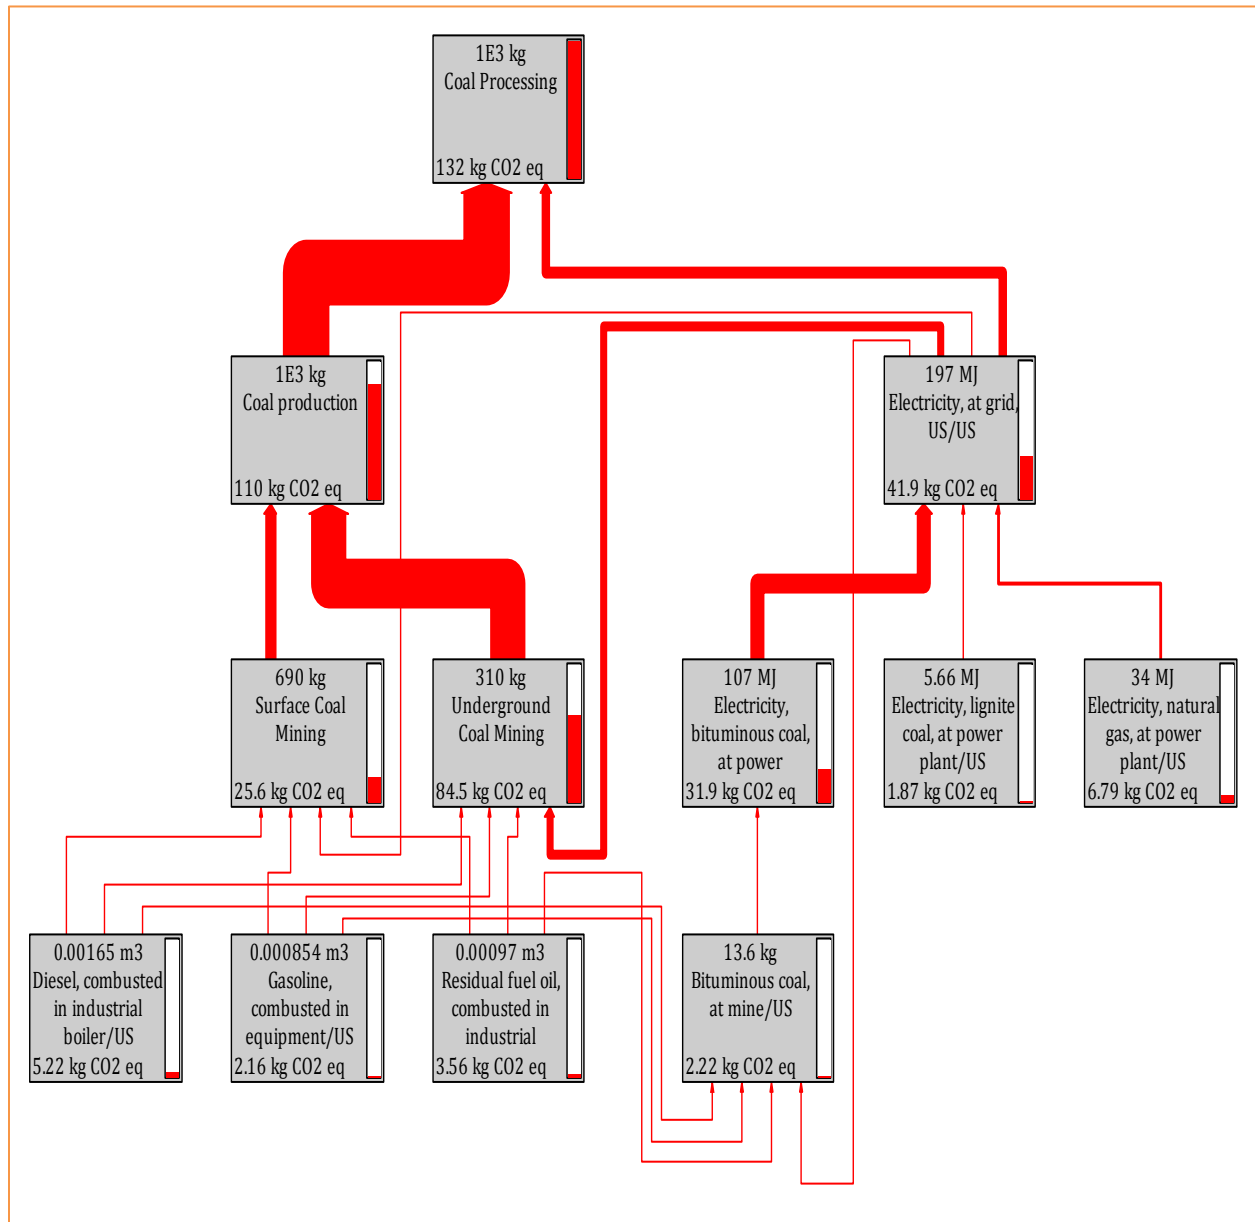 1E3 kg
Coal Processing
132 kg CO2 eq
1E3 kg
Coal production
110 kg CO2 eq
197 MJ
Electricity, at grid,
US/US
41.9 kg CO2 eq
690 kg
Surface Coal
Mining
25.6 kg CO2 eq
310 kg
Underground
Coal Mining
84.5 kg CO2 eq
107 MJ
Electricity,
bituminous coal,
at power
31.9 kg CO2 eq
5.66 MJ
Electricity, lignite
coal, at power
plant/US
1.87 kg CO2 eq
34 MJ
Electricity, natural
gas, at power
plant/US
6.79 kg CO2 eq
0.00165 m3
Diesel, combusted
in industrial
boiler/US
5.22 kg CO2 eq
0.000854 m3
Gasoline,
combusted in
equipment/US
2.16 kg CO2 eq
0.00097 m3
Residual fuel oil,
combusted in
industrial
3.56 kg CO2 eq
13.6 kg
Bituminous coal,
at mine/US
2.22 kg CO2 eq